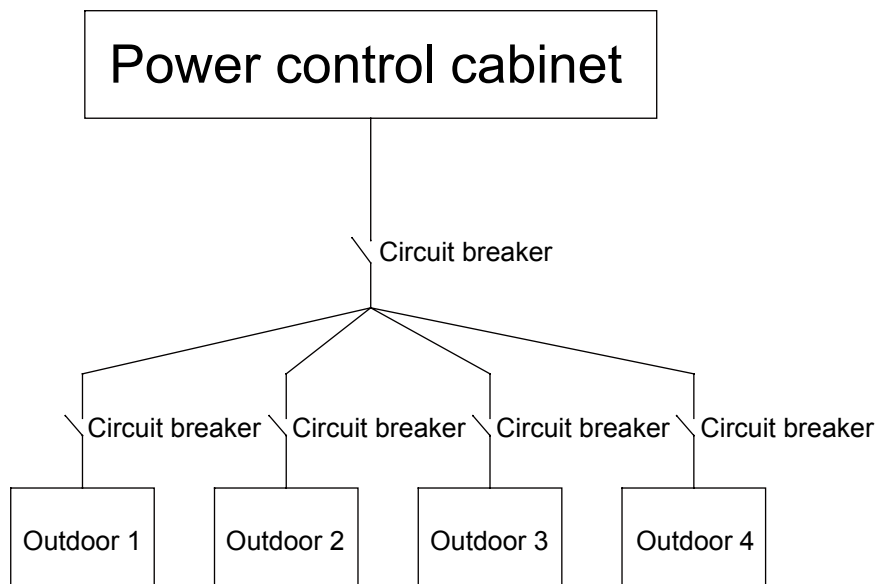 Power control cabinet
Circuit breaker
Circuit breaker Circuit breaker Circuit breaker Circuit breaker
Outdoor 1 Outdoor 2 Outdoor 3 Outdoor 4